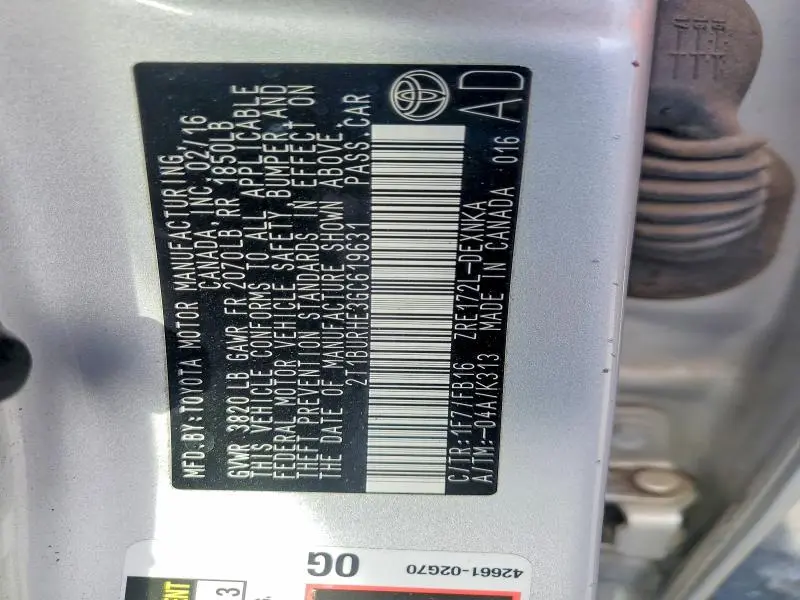 MFD.BY:TOYOTA MOTOR MANUFACTURING
CANADA, INC. 02/16
GVWR 3820 LB GAWR FR 2070LB, RR 1850LB
THIS VEHICLE CONFORMS TO ALL APPLICABLE
FEDERAL MOTOR VEHICLE SAFETY, BUMPER, AND
THEFT PREVENTION STANDARDS IN EFFECT ON
THE DATE OF MANUFACTURE SHOWN ABOVE.
2T1BURHE3GC619631 PASS.CAR
C/TR:1F7/FB16 ZRE172L-DEXNKA
A/TM:-04A/K313 MADE IN CANADA 016 AD
0G
42661-02G70
3